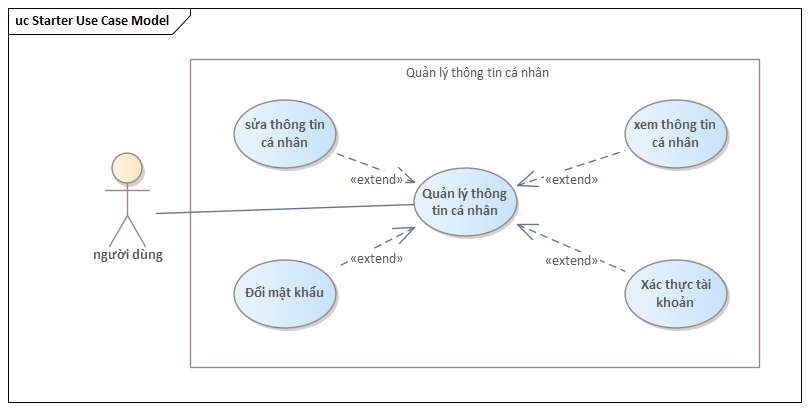 uc Starter Use Case Model
Quản lý thông tin cá nhân
sửa thông tin
cá nhân
xem thông tin
cá nhân
«extend»
«extend»
Quản lý thông
tin cá nhân
người dùng
«extend»
«extend»
Đổi mật khẩu
Xác thực tài
khoản